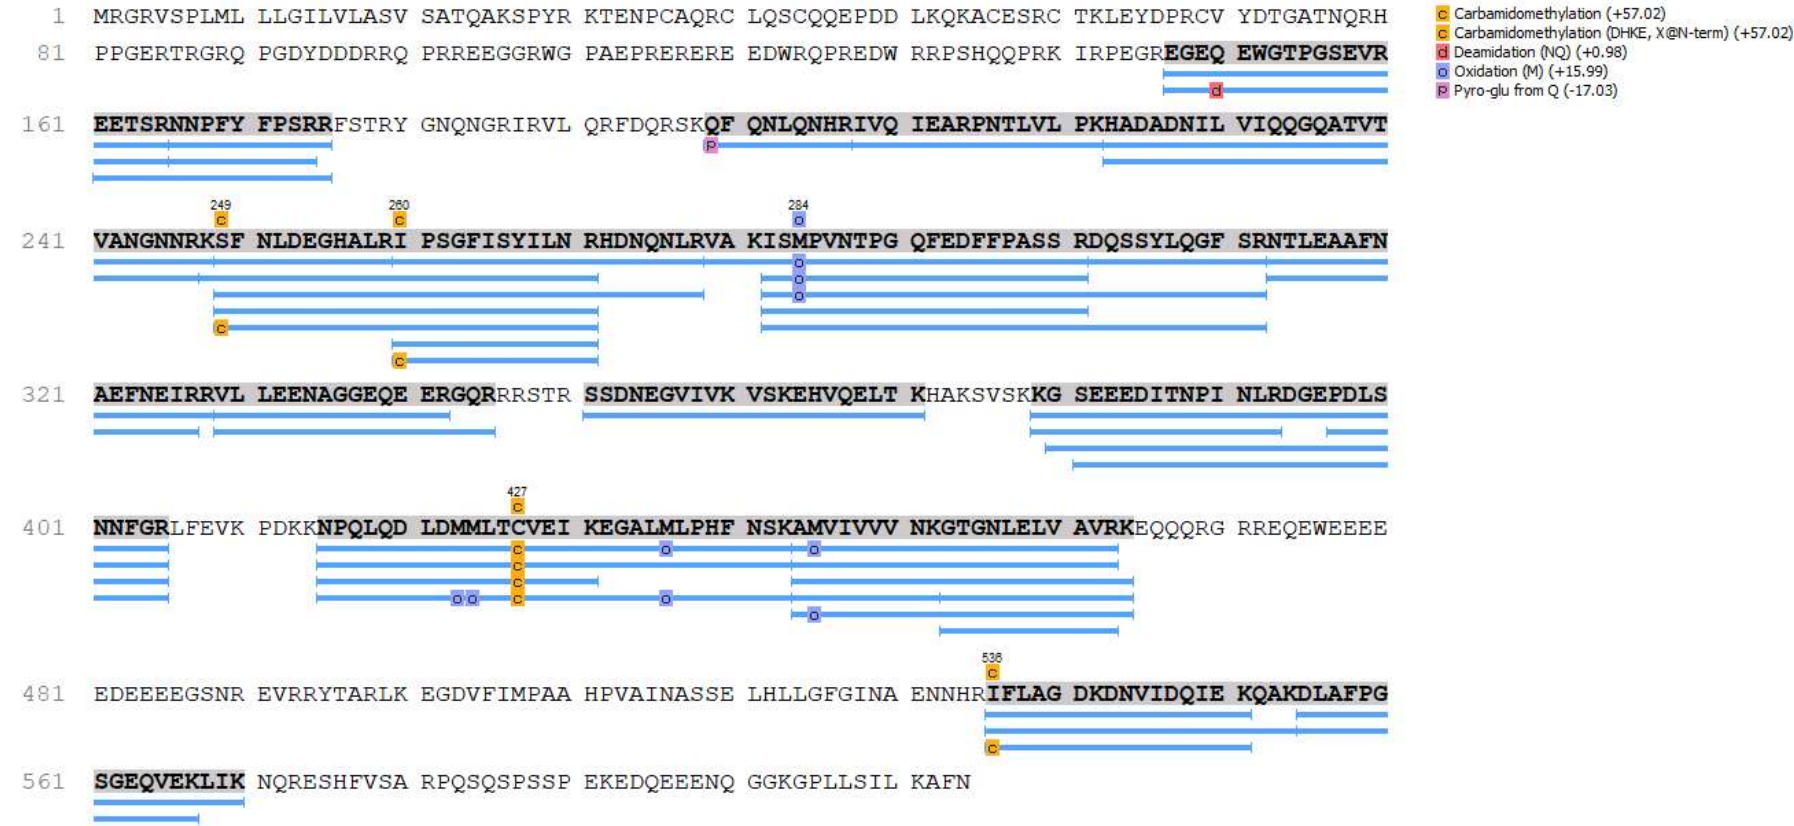 1 MRGRVSPLML LLGILVLASV SATQAKSPYR KTENPCAQRC LQSCQQEPDD LKQKACESRC TKLEYDPRCV YDTGATNQRH
c Carbamidomethylation (+57.02)
c Carbamidomethylation (DHKE, X@N-term) (+57.02)
d Deamidation (NQ) (+0.98)
o Oxidation (M) (+15.99)
p Pyro-glu from Q (-17.03)
81 PPGERTRGRQ PGDYDDDRRQ PRREEGGRWG PAEPRERERE EDWRQPREDW RRPSHQQPRK IRPEGREGEQ EWGTPGSEVR
d
161 EETSRNNPFY FPSRRFSTRY GNQNGRIRVL QRFDQRSKQF QNLQNHRIVQ IEARPNTLVL PKHADADNIL VIQQGQATVT
p
249 260 284
c c o
241 VANGNNRKSF NLDEGHALRI PSGFISYILN RHDNQNLRVA KISMPVNTPG QFEDFFPASS RDQSSYLQGF SRNTLEAAFN
o
o
o
c
c
321 AEFNEIRRVL LEENAGGEQE ERGQRRRSTR SSDNEGVIVK VSKEHVQELT KHAKSVSKKG SEEEDITNPI NLRDGEPDLS
427
c
401 NNFGRLFEVK PDKKNPQLQD LDMMLTCVEI KEGALMLPHF NSKAMVIVVV NKGTGNLELV AVRKEQQQRG RREQEWEEEE
c o o
c
c
o o c o
o
536
c
481 EDEEEEGSNR EVRRYTARLK EGDVFIMPAA HPVAINASSE LHLLGFGINA ENNHRIFLAG DKDNVIDQIE KQAKDLAFPG
c
561 SGEQVEKLIK NQRESHFVSA RPQSQSPSSP EKEDQEEENQ GGKGPLLSIL KAFN